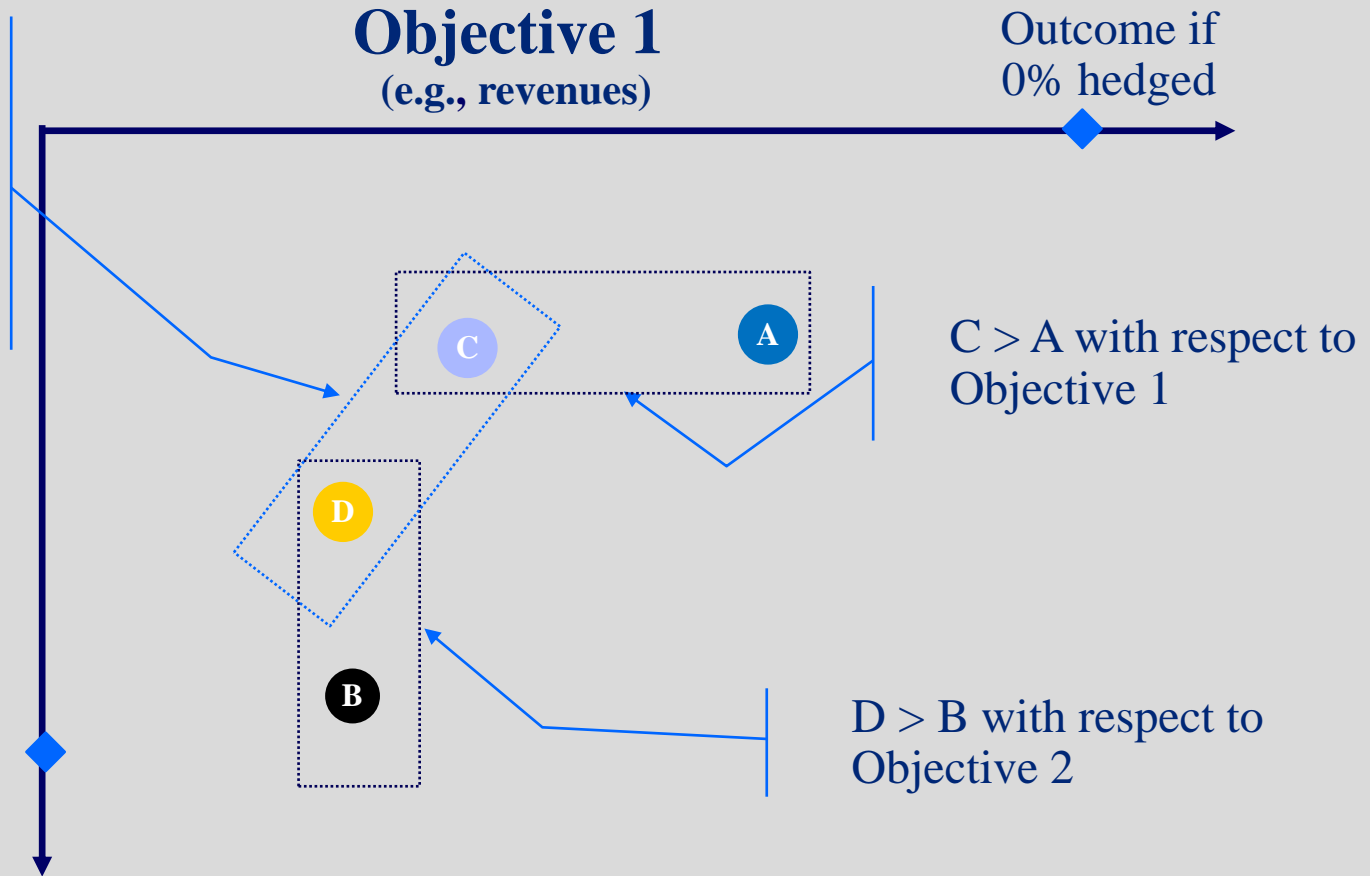 Objective 1
(e.g., revenues)
Outcome if
0% hedged
C
A
C > A with respect to
Objective 1
D
B
D > B with respect to
Objective 2